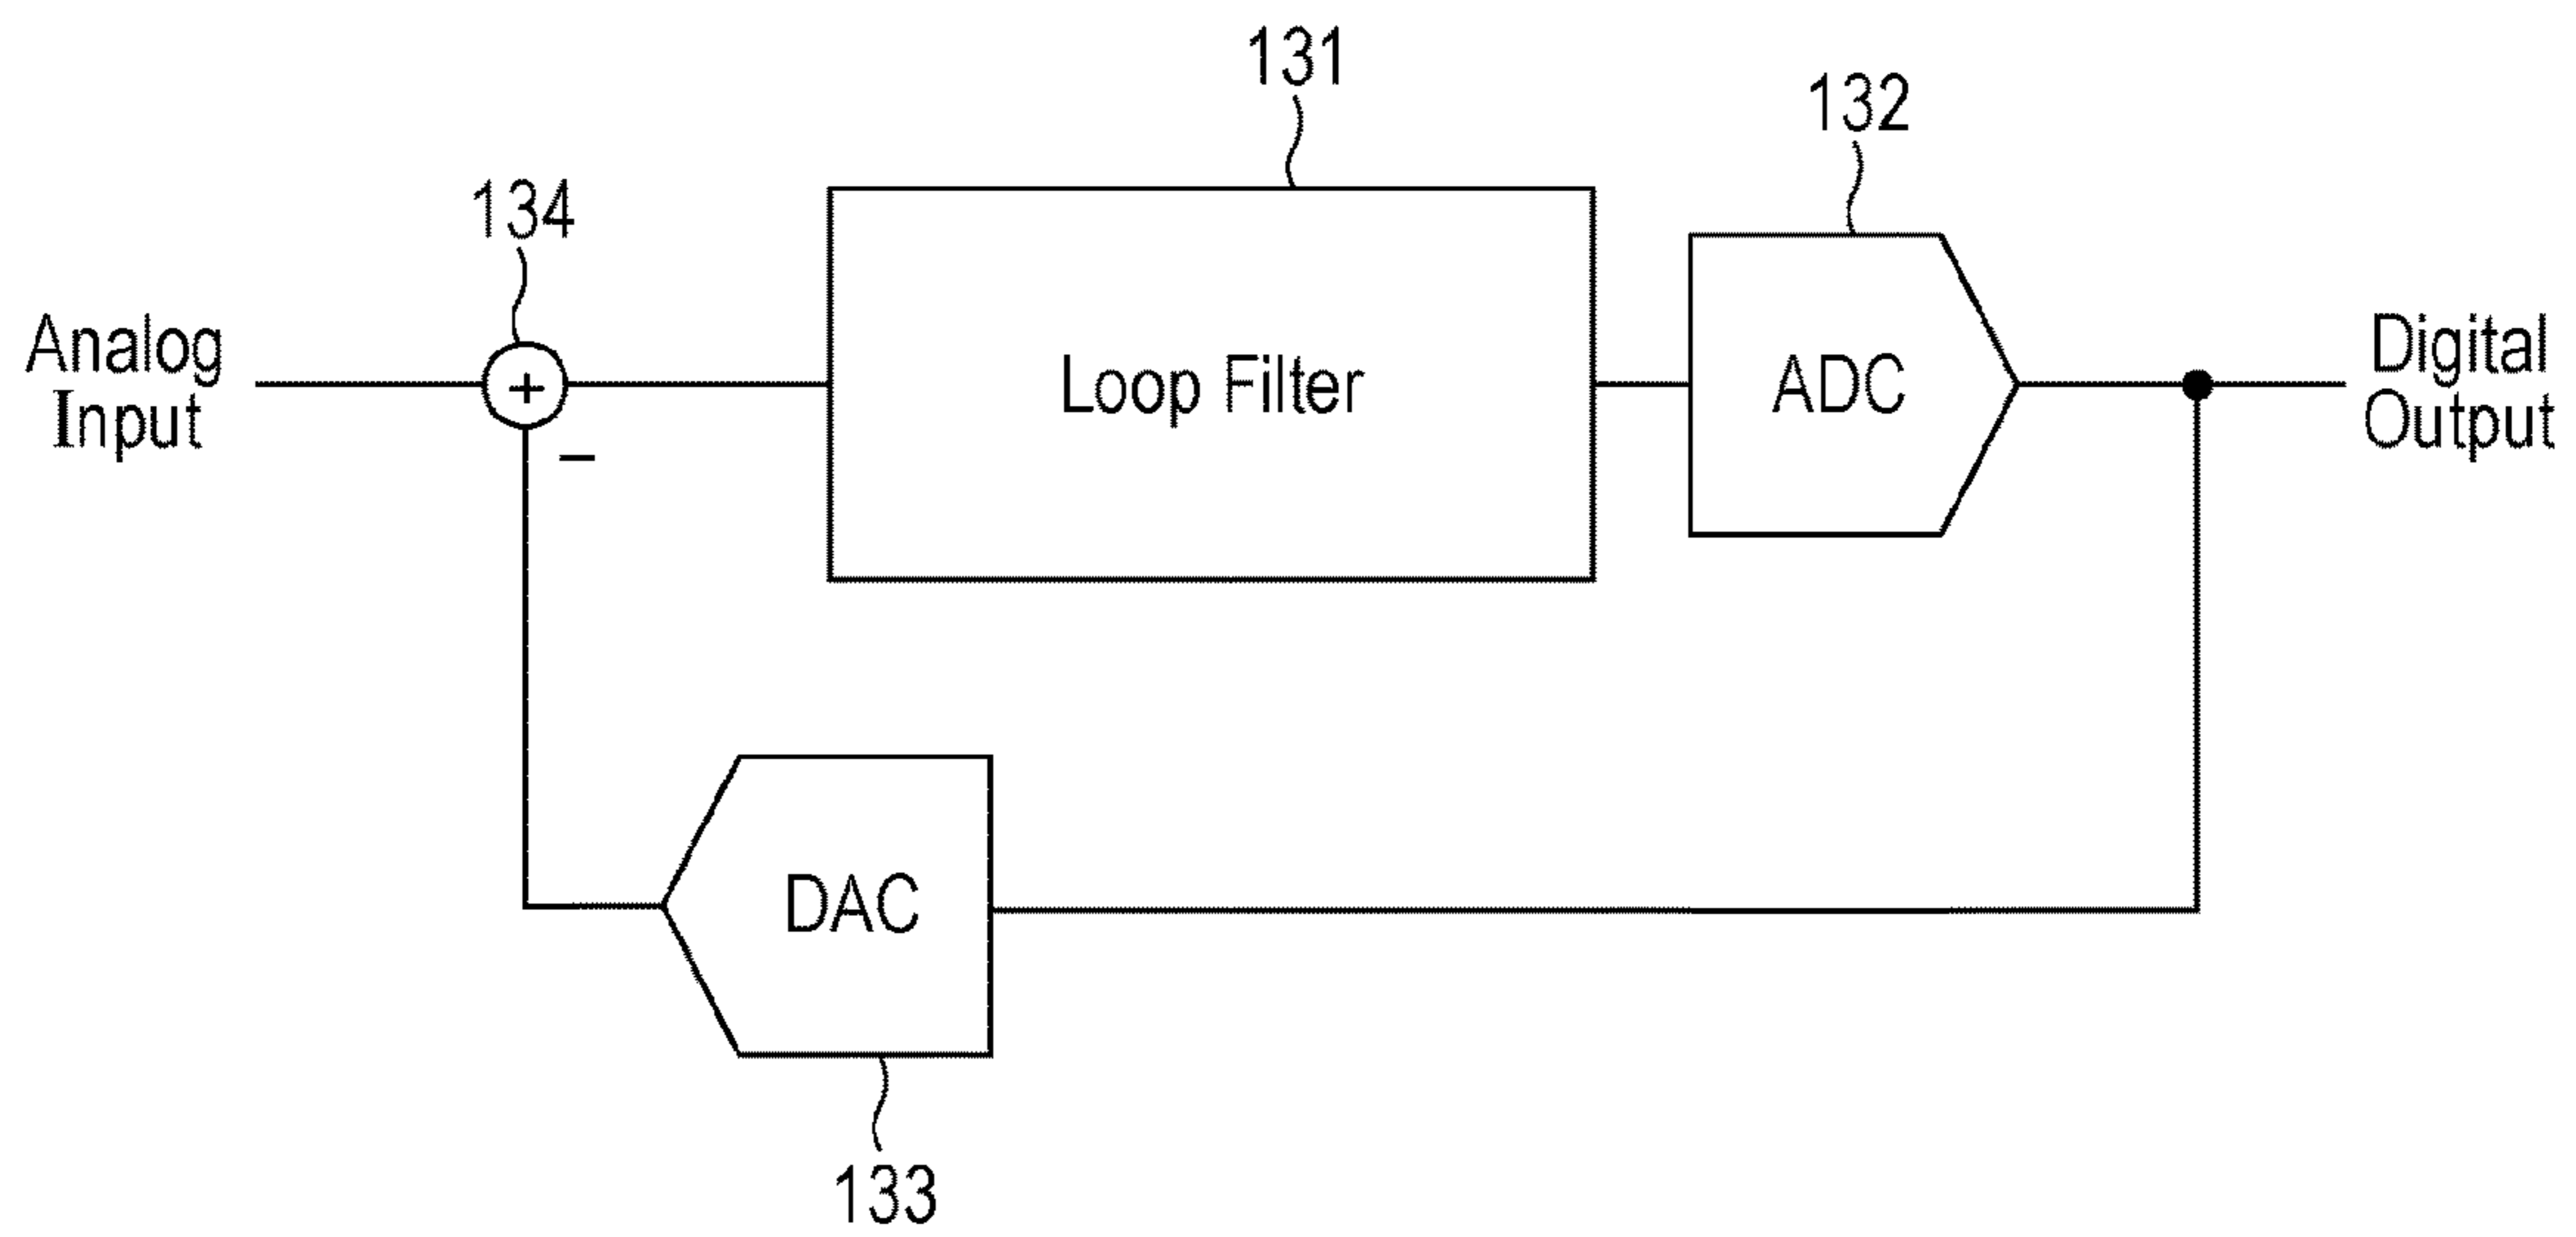 131
132
134
Analog
Input
+
Loop Filter
ADC
Digital
Output
−
DAC
133